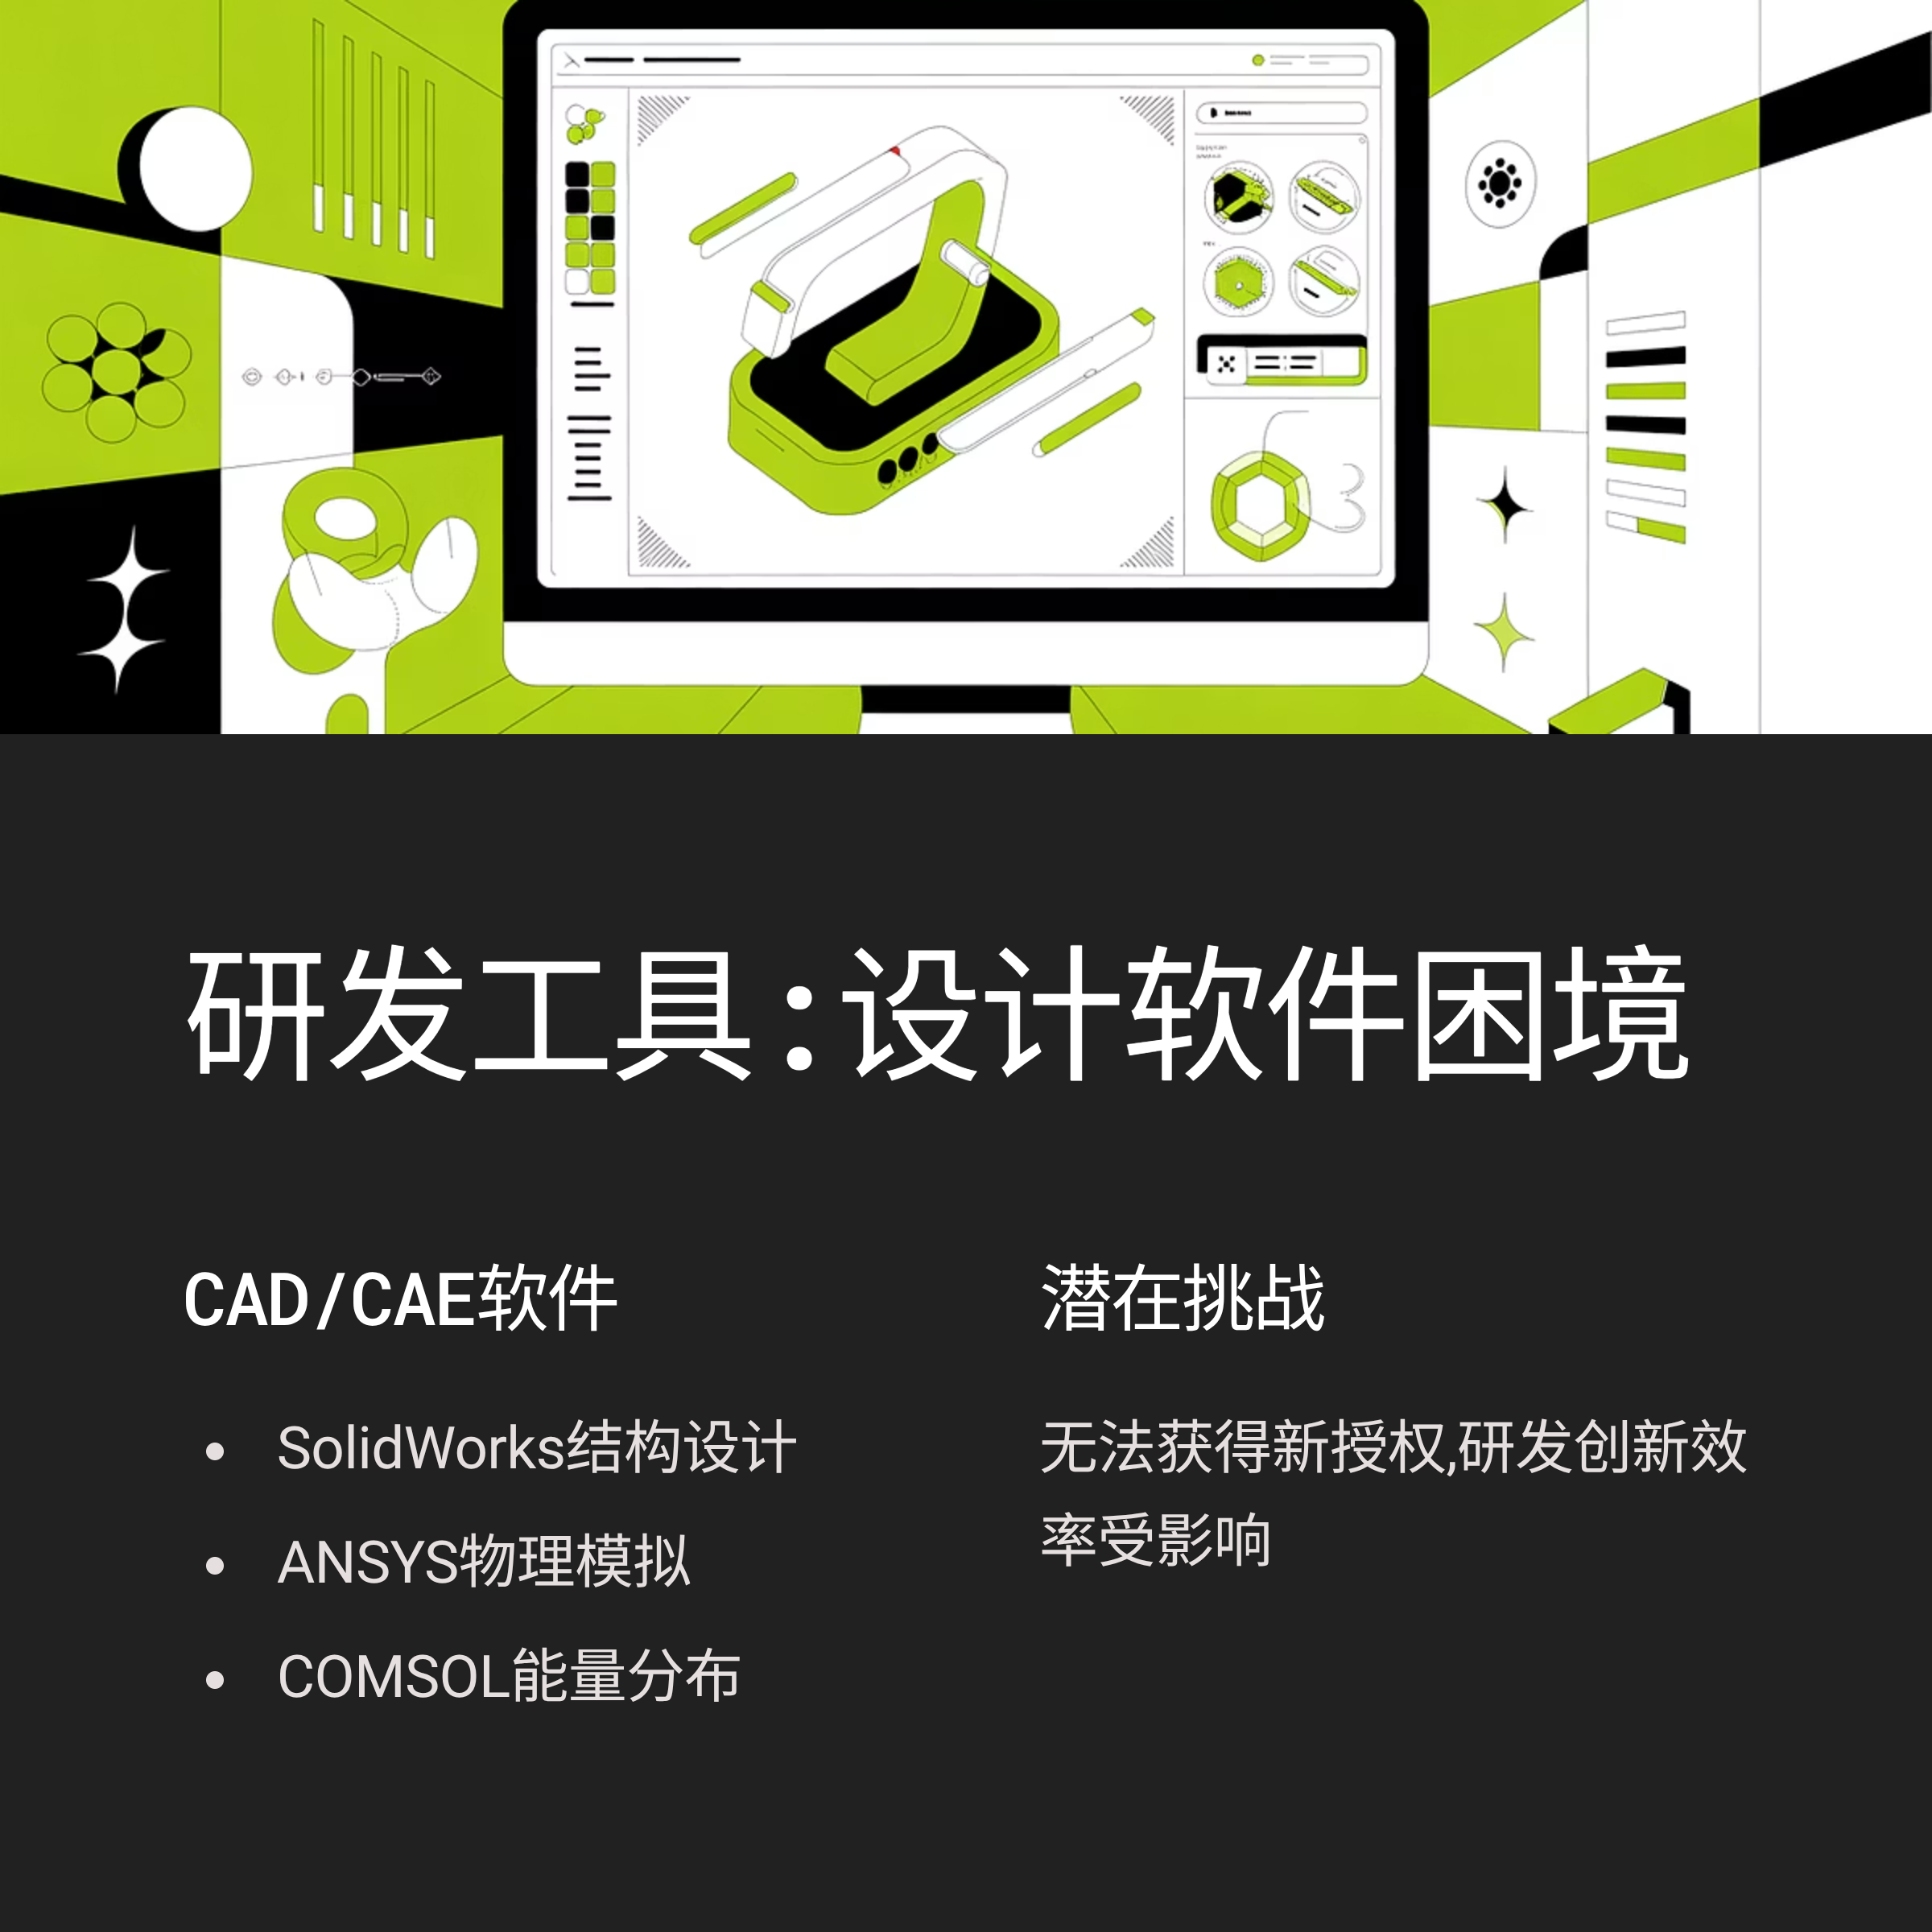 研发工具:设计软件困境
CAD/CAE软件
SolidWorks结构设计
ANSYS物理模拟
COMSOL能量分布
潜在挑战
无法获得新授权,研发创新效
率受影响